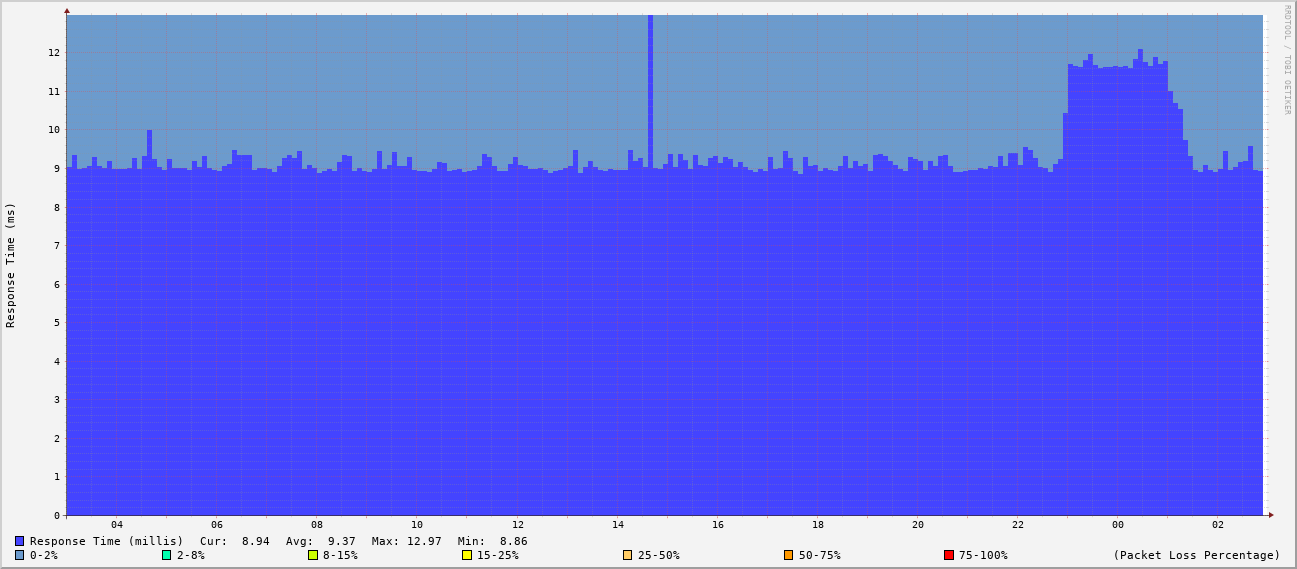 RRDTOOL / TOBI OETIKER
Response Time (ms)
12
11
10
9
8
7
6
5
4
3
2
1
0
04 06 08 10 12 14 16 18 20 22 00 02
Response Time (millis) Cur: 8.94 Avg: 9.37 Max: 12.97 Min: 8.86
0-2% 2-8% 8-15% 15-25% 25-50% 50-75% 75-100% (Packet Loss Percentage)